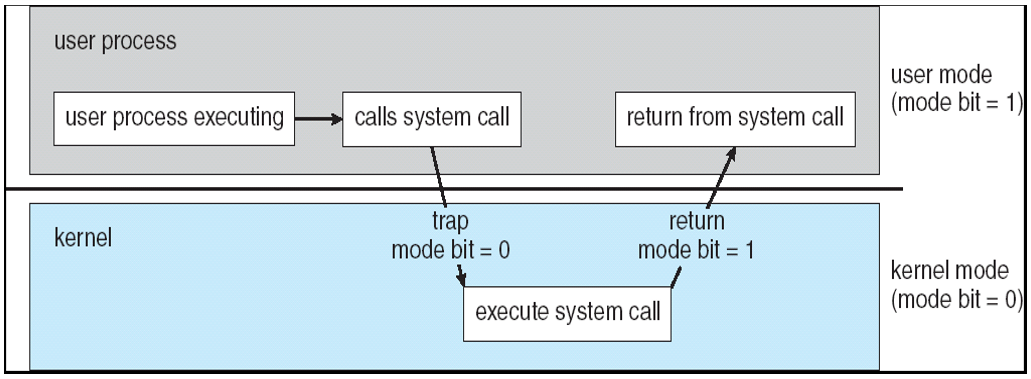 user process
user process executing
calls system call
return from system call
user mode
(mode bit = 1)
kernel
trap
mode bit = 0
return
mode bit = 1
execute system call
kernel mode
(mode bit = 0)